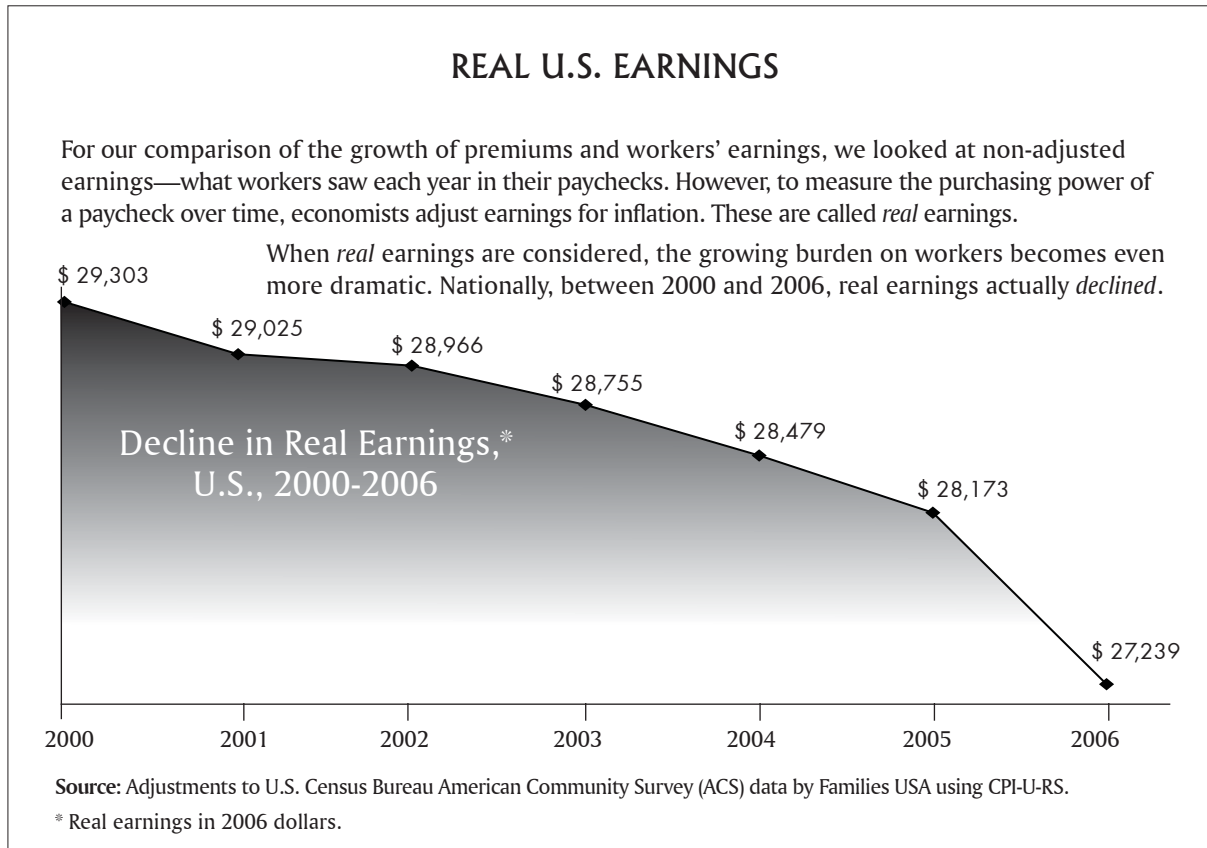 REAL U.S. EARNINGS
For our comparison of the growth of premiums and workers’ earnings, we looked at non-adjusted
earnings—what workers saw each year in their paychecks. However, to measure the purchasing power of
a paycheck over time, economists adjust earnings for inflation. These are called real earnings.
When real earnings are considered, the growing burden on workers becomes even
more dramatic. Nationally, between 2000 and 2006, real earnings actually declined.
$ 29,303
$ 29,025
$ 28,966
$ 28,755
$ 28,479
$ 28,173
$ 27,239
Decline in Real Earnings,*
U.S., 2000-2006
2000 2001 2002 2003 2004 2005 2006
Source: Adjustments to U.S. Census Bureau American Community Survey (ACS) data by Families USA using CPI-U-RS.
* Real earnings in 2006 dollars.